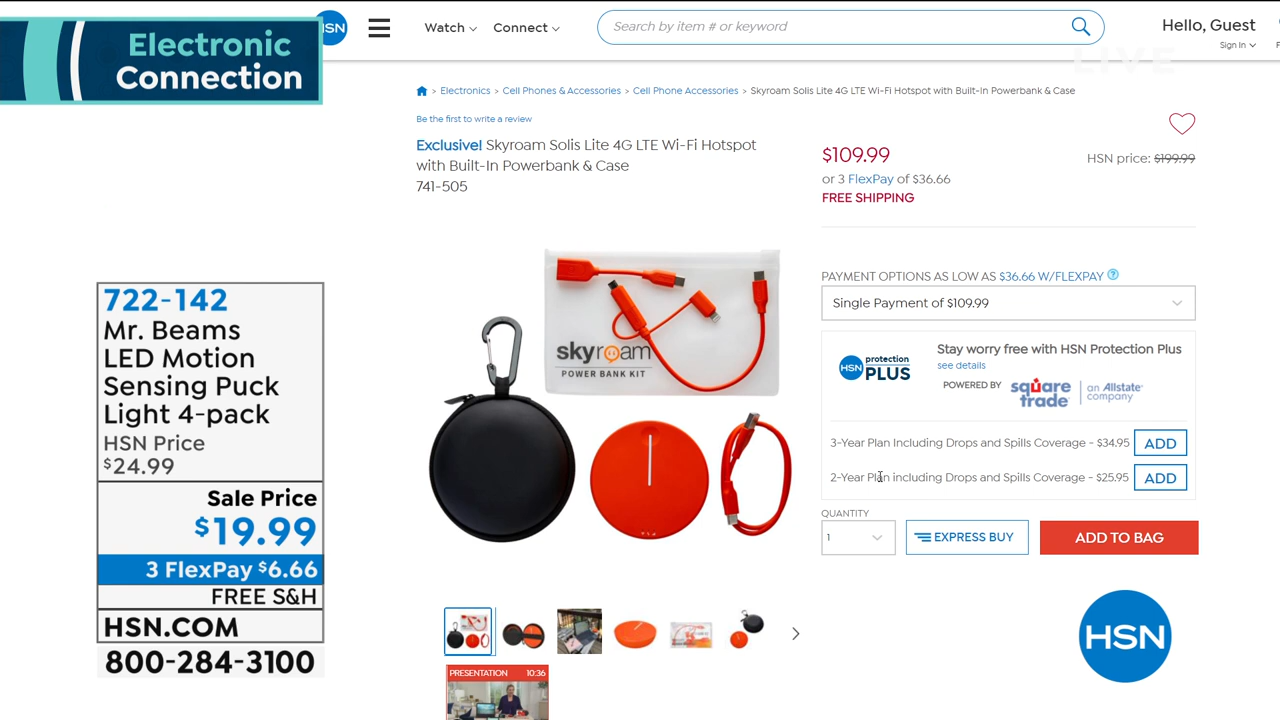 Electronic
Connection
HSN
Watch
Connect
Search by item # or keyword
Hello, Guest
Sign In
LIVE
Electronics > Cell Phones & Accessories > Cell Phone Accessories > Skyroam Solis Lite 4G LTE Wi-Fi Hotspot with Built-In Powerbank & Case
Be the first to write a review
Exclusive! Skyroam Solis Lite 4G LTE Wi-Fi Hotspot
with Built-In Powerbank & Case
741-505
$109.99
HSN price: $199.99
or 3 FlexPay of $36.66
FREE SHIPPING
PAYMENT OPTIONS AS LOW AS $36.66 W/FLEXPAY ?
Single Payment of $109.99
HSN protection
PLUS
Stay worry free with HSN Protection Plus
see details
POWERED BY
square
trade
an Allstate
company
3-Year Plan Including Drops and Spills Coverage - $34.95 ADD
2-Year Plan including Drops and Spills Coverage - $25.95 ADD
QUANTITY
1
EXPRESS BUY
ADD TO BAG
skyroam
POWER BANK KIT
PRESENTATION 10:36
722-142
Mr. Beams
LED Motion
Sensing Puck
Light 4-pack
HSN Price
$24.99
Sale Price
$19.99
3 FlexPay $6.66
FREE S&H
HSN.COM
800-284-3100
HSN